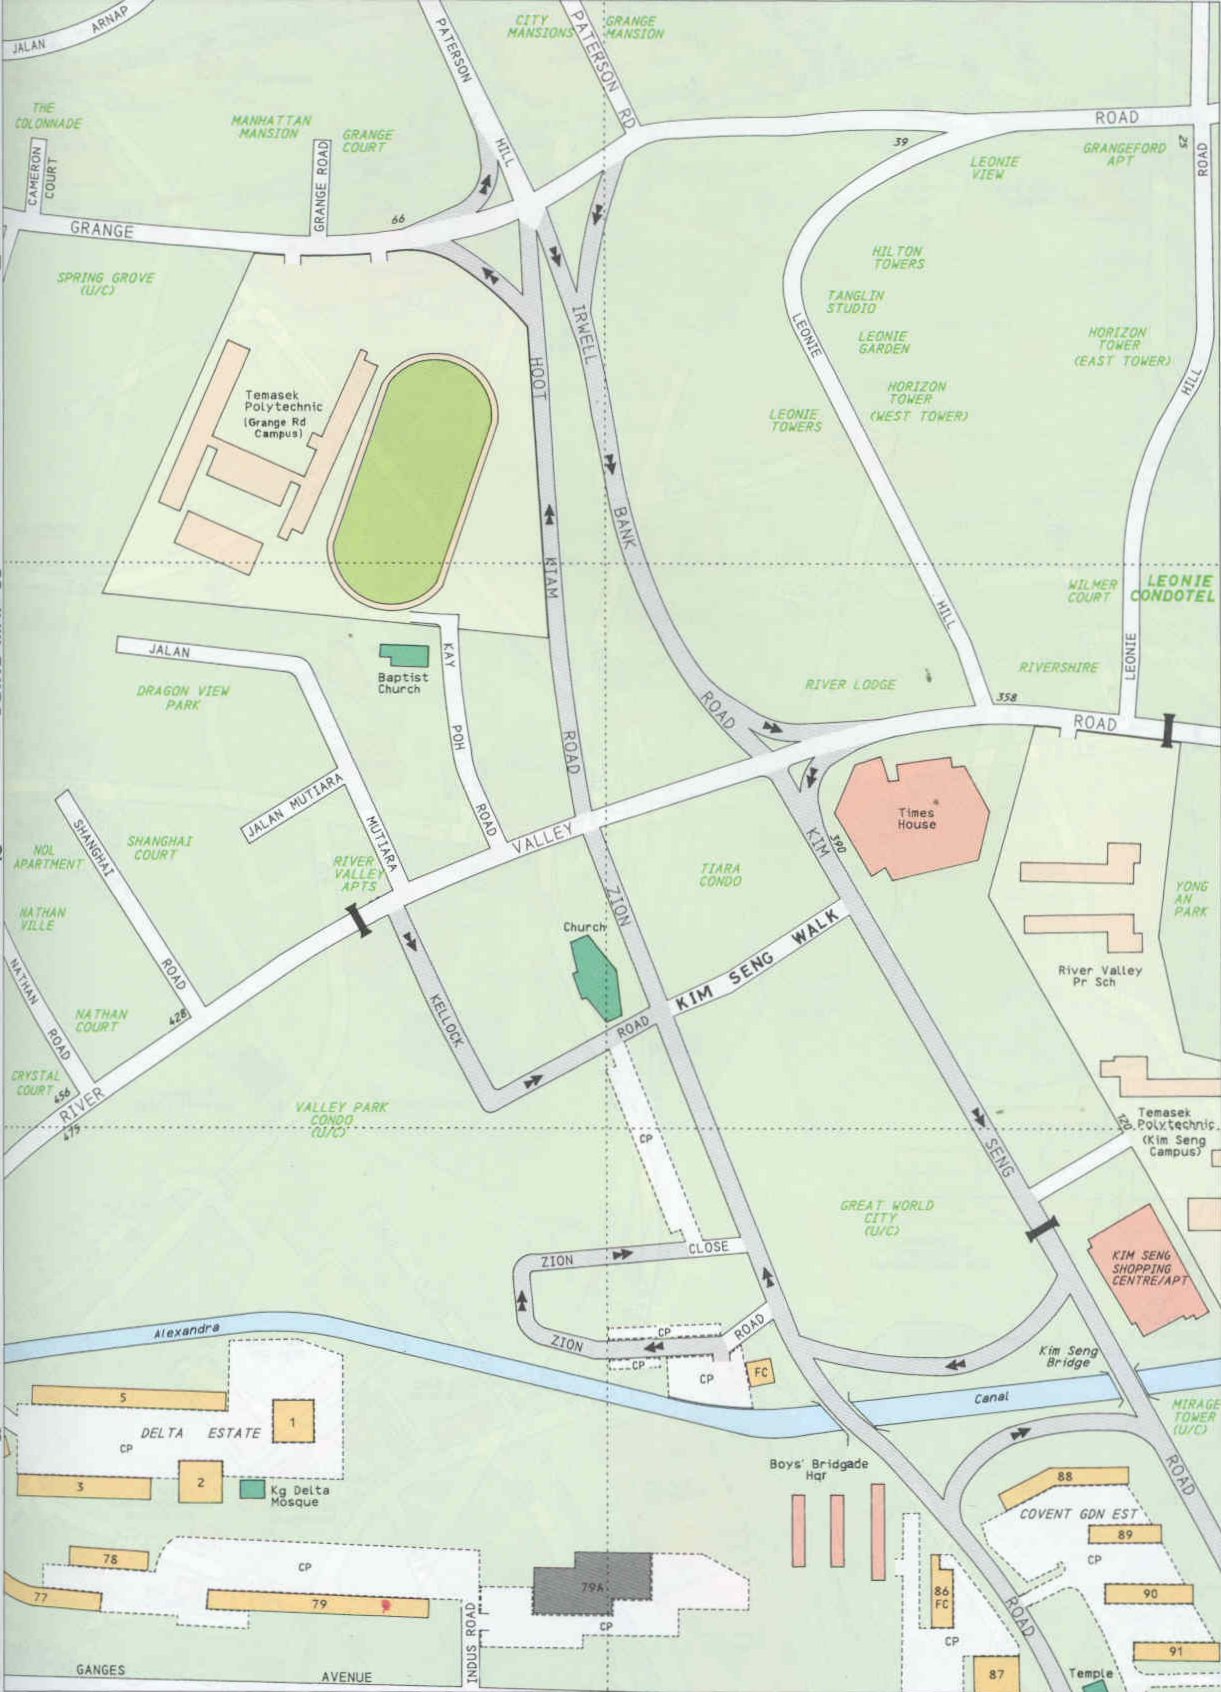 JALAN ARNAP
PATERSON
HILL
CITY
MANSIONS
GRANGE
MANSION
PATERSON RD
THE
COLONNADE
MANHATTAN
MANSION
GRANGE
COURT
CAMERON
COURT
GRANGE ROAD
39
ROAD
LEONIE
VIEW
GRANGEFORD
APT
25
ROAD
GRANGE
66
SPRING GROVE
(U/C)
HILTON
TOWERS
TANGLIN
STUDIO
LEONIE
GARDEN
LEONIE
HORIZON
TOWER
(EAST TOWER)
HORIZON
TOWER
(WEST TOWER)
LEONIE
TOWERS
HILL
IRWELL
HOOT
Temasek
Polytechnic
(Grange Rd
Campus)
BANK
KIAM
WILMER
COURT
LEONIE
CONDOTEL
HILL
LEONIE
JALAN
KAY
Baptist
Church
DRAGON VIEW
PARK
RIVER LODGE
RIVERSHIRE
358
ROAD
ROAD
POH
ROAD
ROAD
JALAN MUTIARA
MUTIARA
VALLEY
Times
House
KIM
390
SHANGHAI
SHANGHAI
COURT
NOL
APARTMENT
RIVER
VALLEY
APTS
TIARA
CONDO
YONG
AN
PARK
NATHAN
VILLE
ZION
Church
KIM SENG WALK
NATHAN
ROAD
ROAD
NATHAN
COURT
428
KELLOCK
ROAD
River Valley
Pr Sch
CRYSTAL
COURT
456
RIVER
475
VALLEY PARK
CONDO
(U/C)
CP
SENG
120
Temasek
Polytechnic
(Kim Seng
Campus)
GREAT WORLD
CITY
(U/C)
KIM SENG
SHOPPING
CENTRE/APT
ZION
CLOSE
Alexandra
ZION
CP
ROAD
CP
CP
FC
Kim Seng
Bridge
Canal
MIRAGE
TOWER
(U/C)
5
1
DELTA ESTATE
CP
3
2
Kg Delta
Mosque
Boys' Bridgade
Hqr
ROAD
88
COVENT GDN EST
89
CP
90
91
78
CP
77
79
79A
CP
86
FC
CP
87
ROAD
Temple
INDUS ROAD
GANGES AVENUE